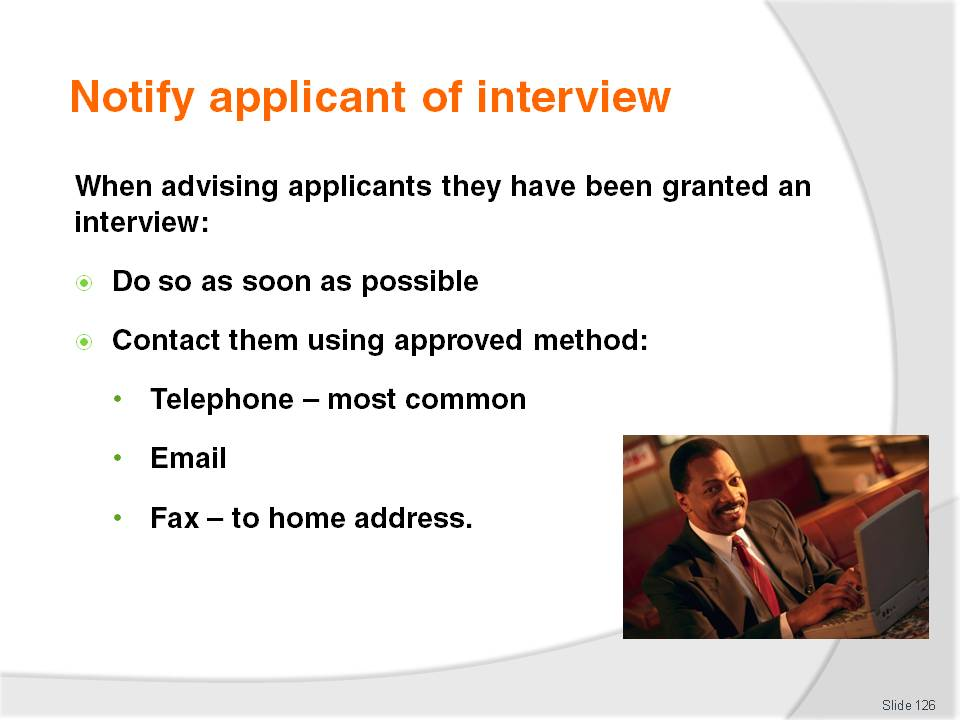 Notify applicant of interview
When advising applicants they have been granted an
interview:
Do so as soon as possible
Contact them using approved method:
• Telephone – most common
• Email
• Fax – to home address.
Slide 126